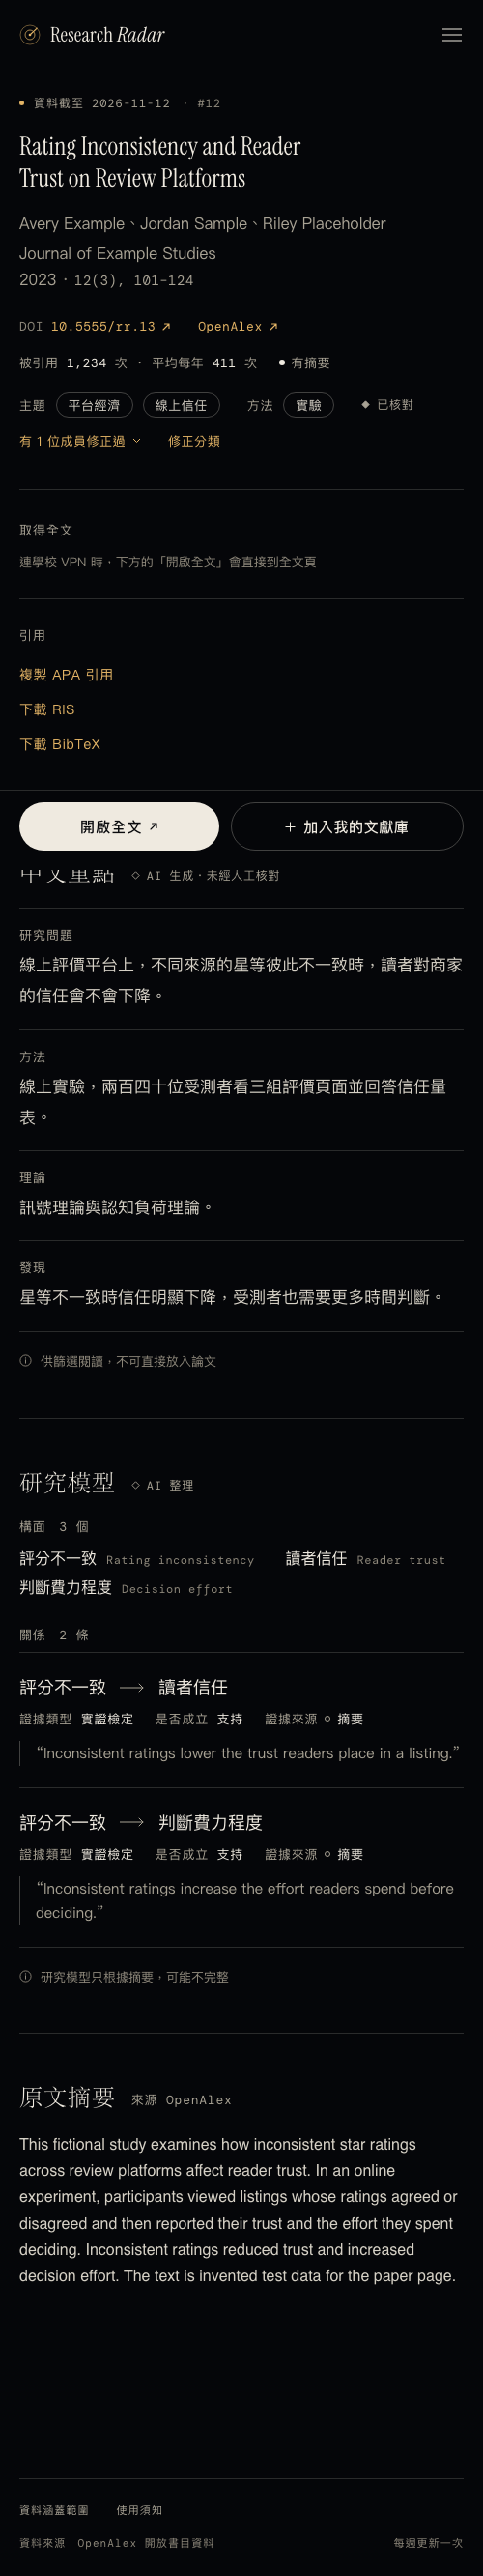 Research Radar
資料截至 2026-11-12 · #12
Rating Inconsistency and Reader
Trust on Review Platforms
Avery Example、Jordan Sample、Riley Placeholder
Journal of Example Studies
2023 · 12(3), 101–124
DOI 10.5555/rr.13 ↗ OpenAlex ↗
被引用 1,234 次 · 平均每年 411 次 有摘要
主題 平台經濟 線上信任 方法 實驗 ◆ 已核對
有 1 位成員修正過 修正分類
取得全文
連學校 VPN 時，下方的「開啟全文」會直接到全文頁
引用
複製 APA 引用
下載 RIS
下載 BibTeX
開啟全文 ↗ + 加入我的文獻庫
中文重點 ◇ AI 生成・未經人工核對
研究問題
線上評價平台上，不同來源的星等彼此不一致時，讀者對商家
的信任會不會下降。
方法
線上實驗，兩百四十位受測者看三組評價頁面並回答信任量
表。
理論
訊號理論與認知負荷理論。
發現
星等不一致時信任明顯下降，受測者也需要更多時間判斷。
供篩選閱讀，不可直接放入論文
研究模型 ◇ AI 整理
構面 3 個
評分不一致 Rating inconsistency 讀者信任 Reader trust
判斷費力程度 Decision effort
關係 2 條
評分不一致 → 讀者信任
證據類型 實證檢定 是否成立 支持 證據來源 ○ 摘要
“Inconsistent ratings lower the trust readers place in a listing.”
評分不一致 → 判斷費力程度
證據類型 實證檢定 是否成立 支持 證據來源 ○ 摘要
“Inconsistent ratings increase the effort readers spend before
deciding.”
研究模型只根據摘要，可能不完整
原文摘要 來源 OpenAlex
This fictional study examines how inconsistent star ratings
across review platforms affect reader trust. In an online
experiment, participants viewed listings whose ratings agreed or
disagreed and then reported their trust and the effort they spent
deciding. Inconsistent ratings reduced trust and increased
decision effort. The text is invented test data for the paper page.
資料涵蓋範圍 使用須知
資料來源 OpenAlex 開放書目資料 每週更新一次